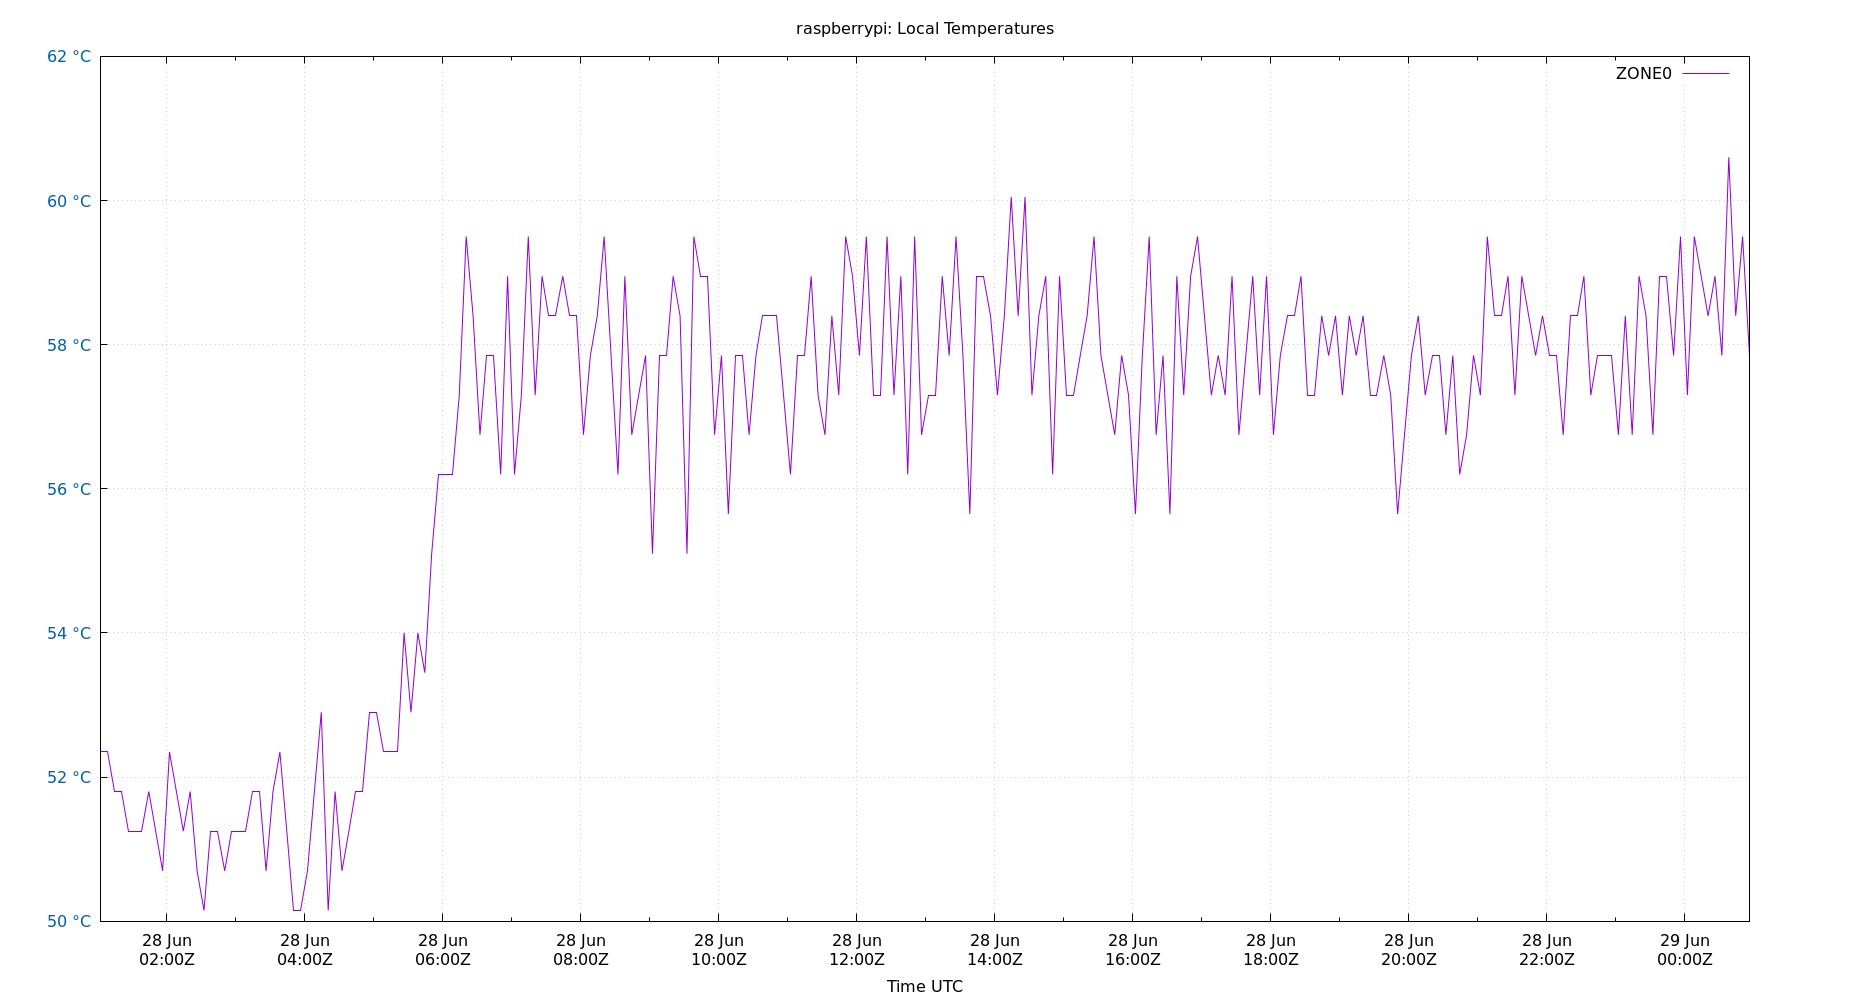 raspberrypi: Local Temperatures
62 °C
ZONE0
60 °C
58 °C
56 °C
54 °C
52 °C
50 °C
28 Jun 28 Jun 28 Jun 28 Jun 28 Jun 28 Jun 28 Jun 28 Jun 28 Jun 28 Jun 28 Jun 29 Jun
02:00Z 04:00Z 06:00Z 08:00Z 10:00Z 12:00Z 14:00Z 16:00Z 18:00Z 20:00Z 22:00Z 00:00Z
Time UTC